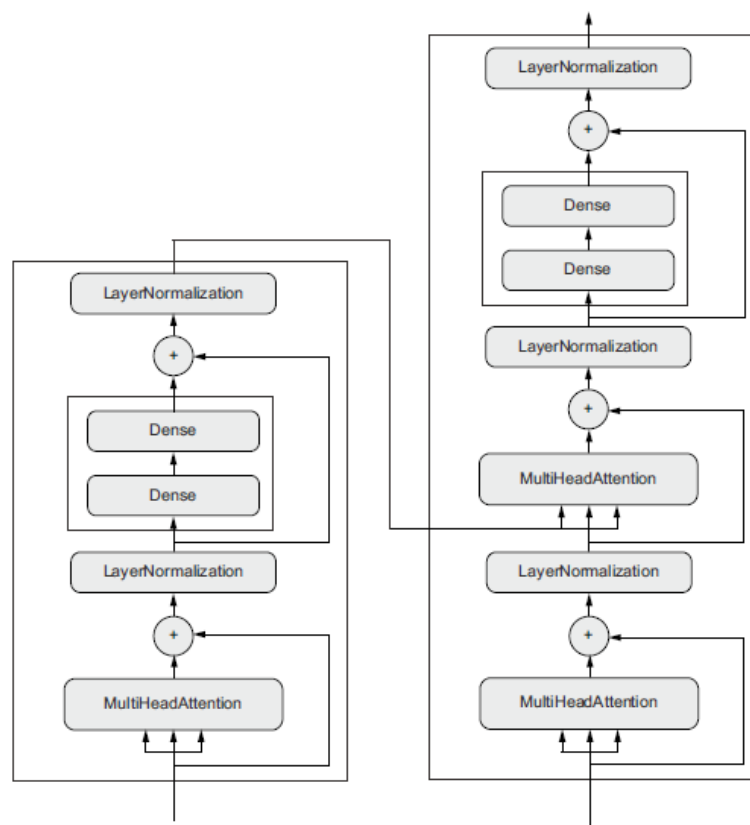 LayerNormalization
+
Dense
Dense
LayerNormalization
+
MultiHeadAttention
LayerNormalization
+
Dense
Dense
LayerNormalization
+
MultiHeadAttention
LayerNormalization
+
MultiHeadAttention